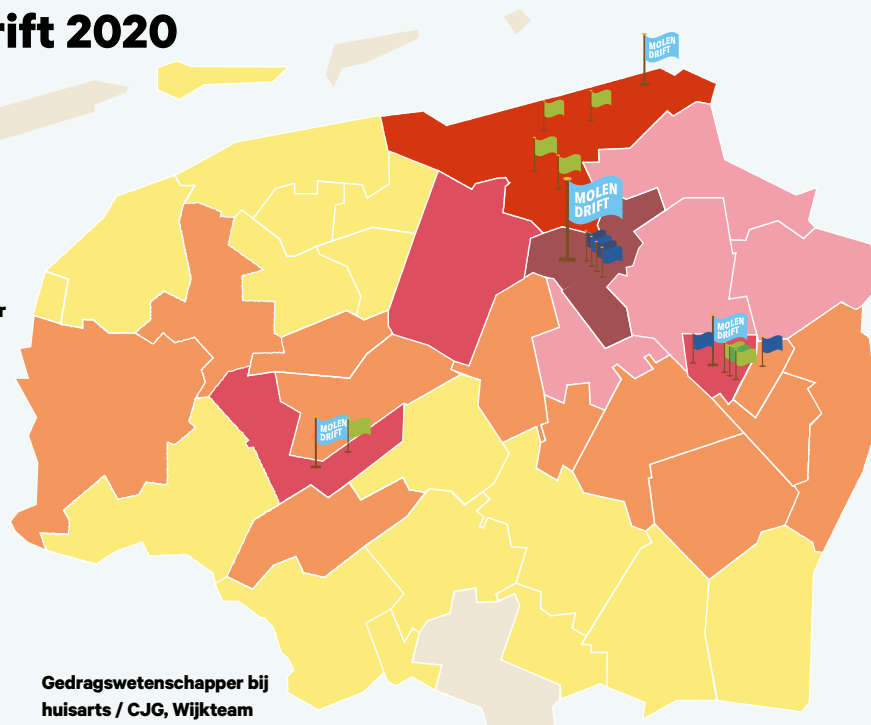 rift 2020
MOLEN
DRIFT
MOLEN
DRIFT
r
MOLEN
DRIFT
MOLEN
DRIFT
Gedragswetenschapper bij
huisarts / CJG, Wijkteam